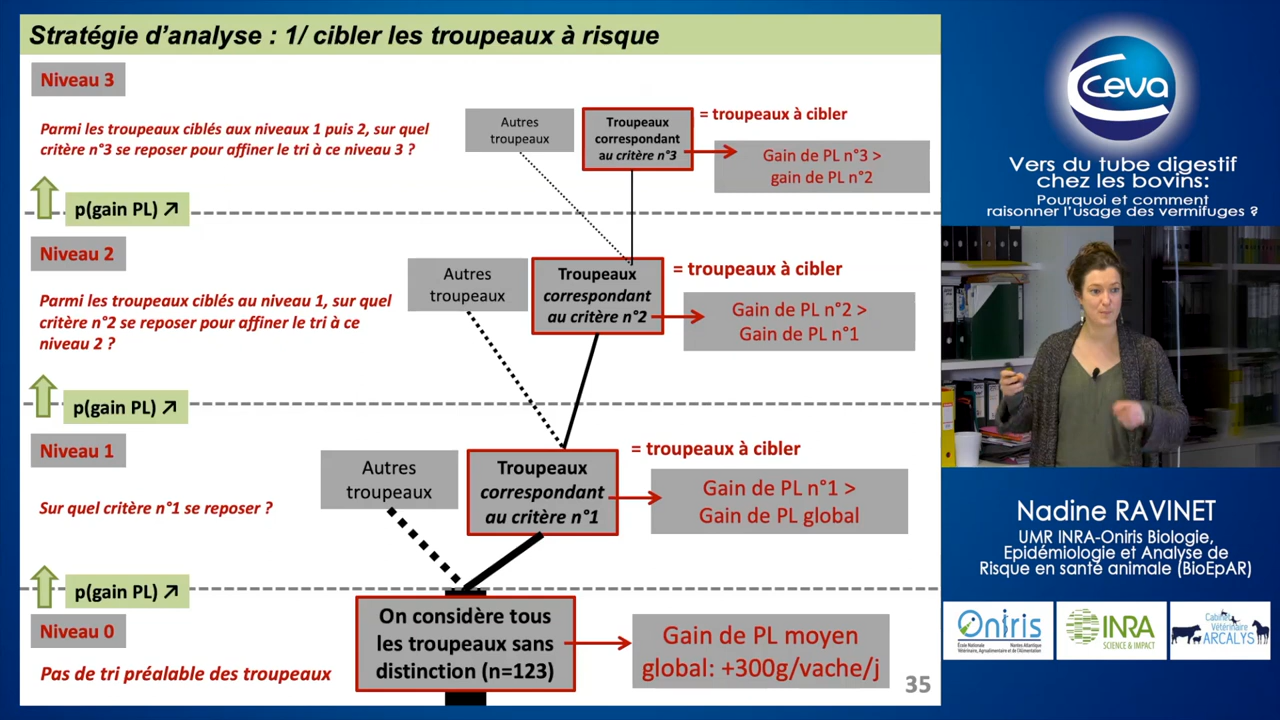 Stratégie d'analyse : 1/ cibler les troupeaux à risque
Niveau 3
Parmi les troupeaux ciblés aux niveaux 1 puis 2, sur quel
critère n°3 se reposer pour affiner le tri à ce niveau 3 ?
Autres
troupeaux
Troupeaux
correspondant
au critère n°3
= troupeaux à cibler
Gain de PL n°3 >
gain de PL n°2
p(gain PL) ↗
Niveau 2
Parmi les troupeaux ciblés au niveau 1, sur quel
critère n°2 se reposer pour affiner le tri à ce
niveau 2 ?
Autres
troupeaux
Troupeaux
correspondant
au critère n°2
= troupeaux à cibler
Gain de PL n°2 >
Gain de PL n°1
p(gain PL) ↗
Niveau 1
Sur quel critère n°1 se reposer ?
Autres
troupeaux
Troupeaux
correspondant
au critère n°1
= troupeaux à cibler
Gain de PL n°1 >
Gain de PL global
p(gain PL) ↗
Niveau 0
Pas de tri préalable des troupeaux
On considère tous
les troupeaux sans
distinction (n=123)
Gain de PL moyen
global: +300g/vache/j
35
ceva
Vers du tube digestif
chez les bovins:
Pourquoi et comment
raisonner l'usage des vermifuges ?
Nadine RAVINET
UMR INRA-Oniris Biologie,
Epidémiologie et Analyse de
Risque en santé animale (BioEpAR)
Oniris
École Nationale
Vétérinaire, Agroalimentaire et de l'Alimentation
Nantes Atlantique
INRA
SCIENCE & IMPACT
Cabinet
Vétérinaire
ARCALYS